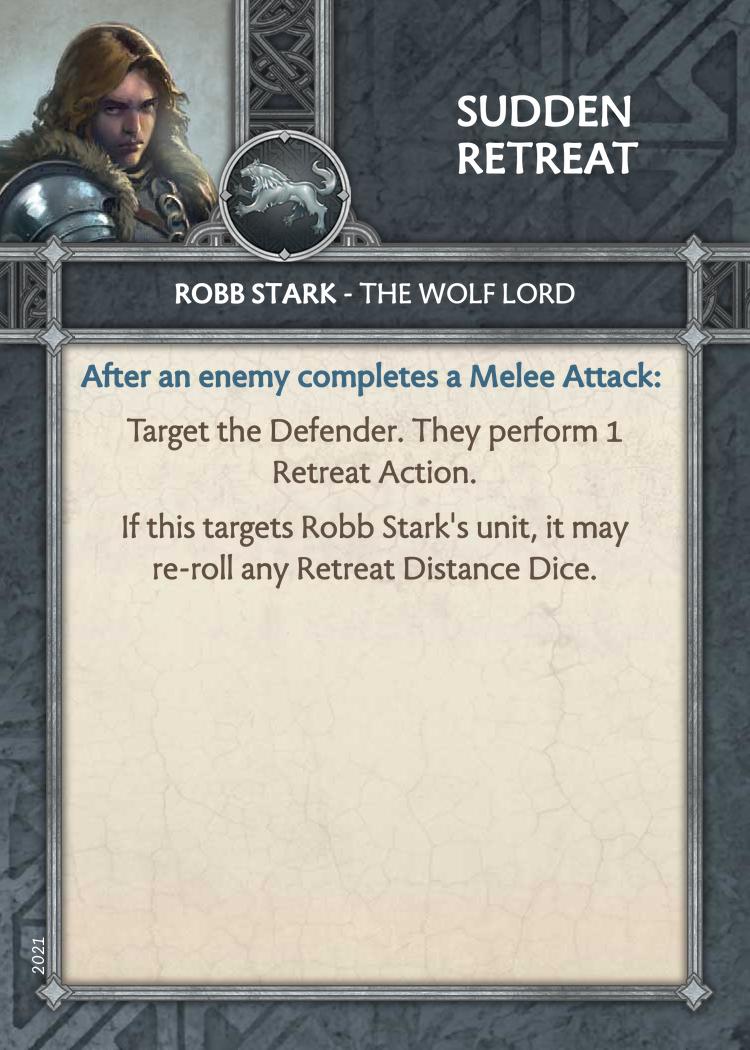 SUDDEN
RETREAT
ROBB STARK - THE WOLF LORD
After an enemy completes a Melee Attack:
Target the Defender. They perform 1
Retreat Action.
If this targets Robb Stark's unit, it may
re-roll any Retreat Distance Dice.
2021